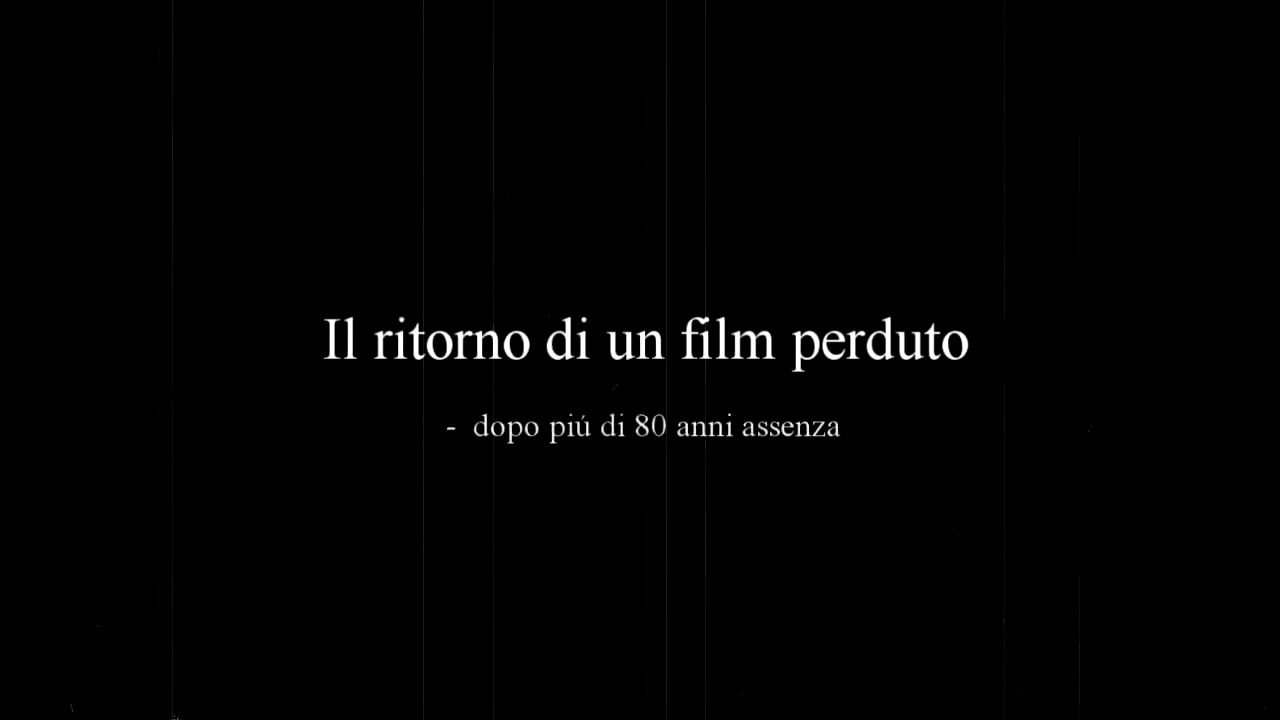 Il ritorno di un film perduto
- dopo piú di 80 anni assenza